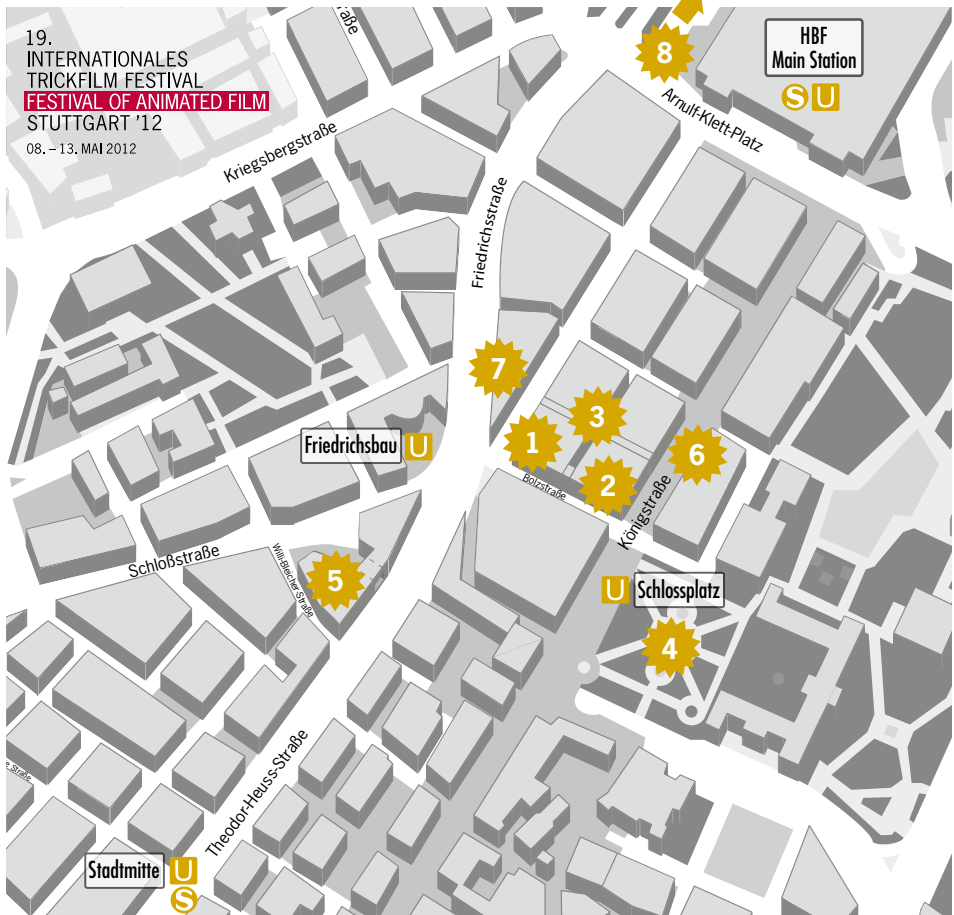 19.
INTERNATIONALES
TRICKFILM FESTIVAL
FESTIVAL OF ANIMATED FILM
STUTTGART '12
08. – 13. MAI 2012
8
HBF
Main Station
S U
Arnulf-Klett-Platz
Kriegsbergstraße
Friedrichsstraße
7
3
1
6
Friedrichsbau U
2
Bolzstraße
Königstraße
Schloßstraße
Willi-Bleicher-Straße
5
U Schlossplatz
4
Theodor-Heuss-Straße
Stadtmitte U
S